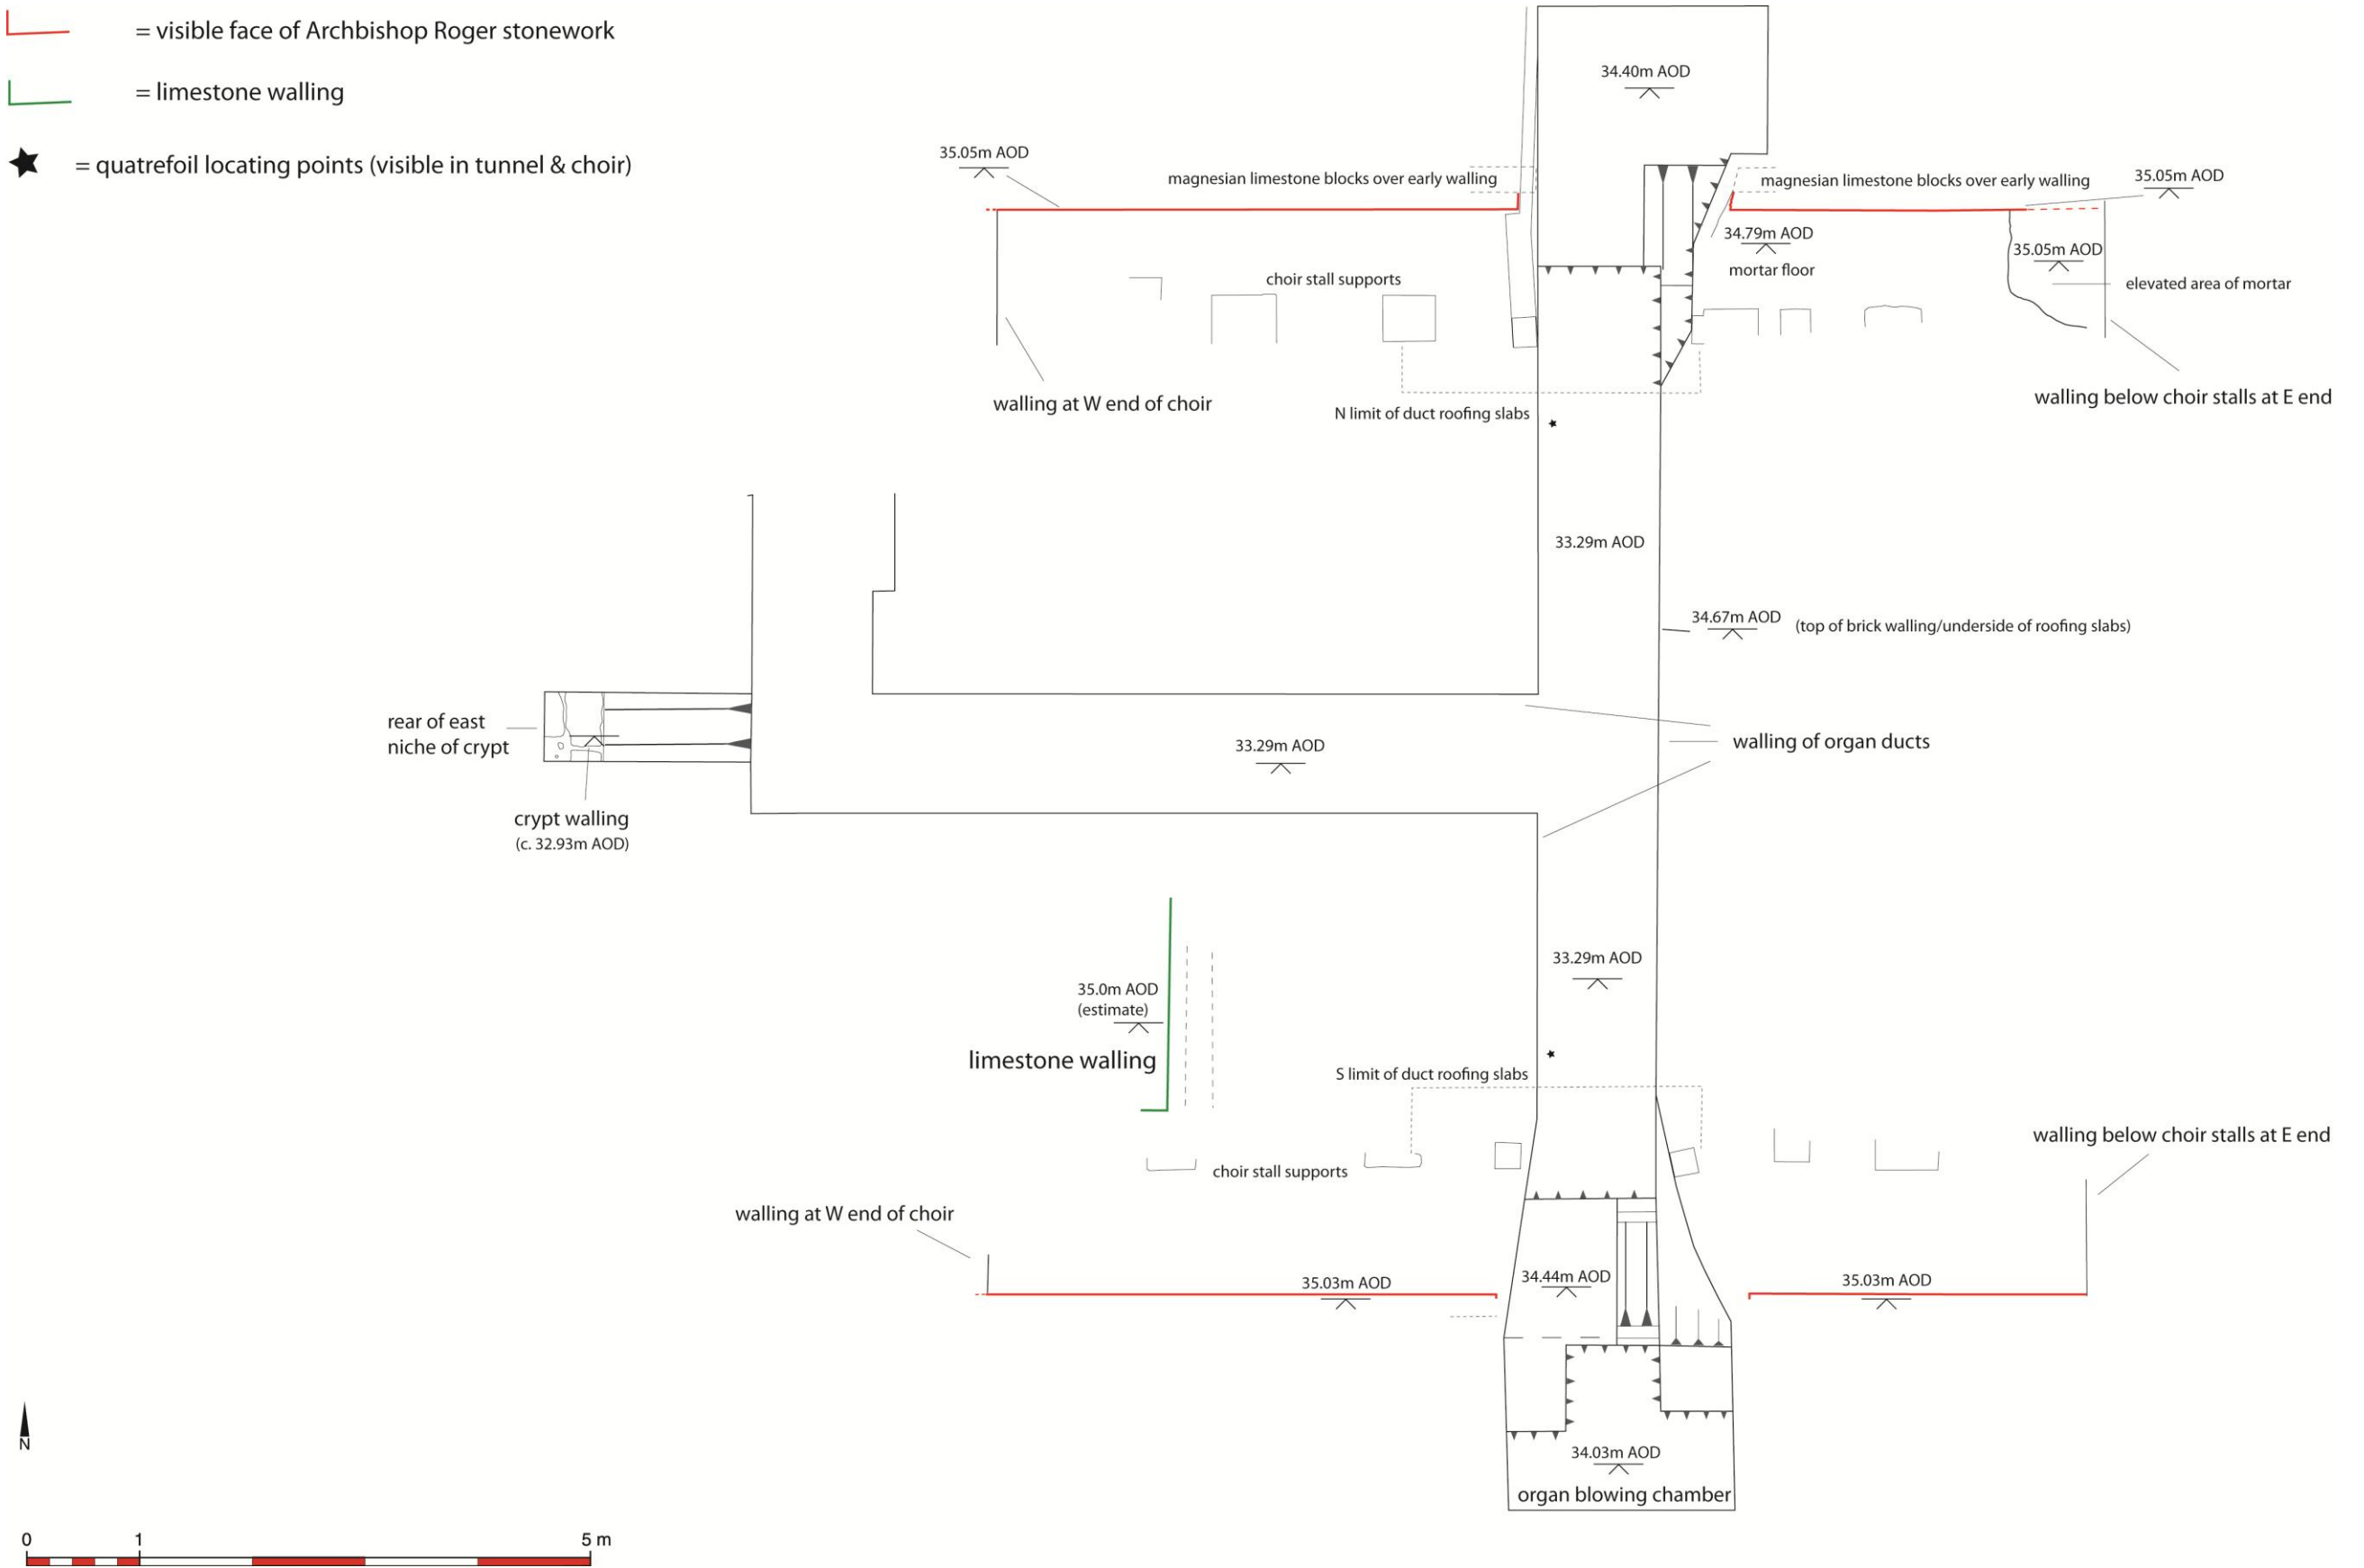 = visible face of Archbishop Roger stonework
= limestone walling
= quatrefoil locating points (visible in tunnel & choir)
34.40m AOD
35.05m AOD
magnesian limestone blocks over early walling
magnesian limestone blocks over early walling
35.05m AOD
34.79m AOD
mortar floor
35.05m AOD
elevated area of mortar
choir stall supports
walling at W end of choir
N limit of duct roofing slabs
walling below choir stalls at E end
33.29m AOD
34.67m AOD
(top of brick walling/underside of roofing slabs)
rear of east
niche of crypt
33.29m AOD
walling of organ ducts
crypt walling
(c. 32.93m AOD)
33.29m AOD
35.0m AOD
(estimate)
limestone walling
S limit of duct roofing slabs
walling below choir stalls at E end
choir stall supports
walling at W end of choir
35.03m AOD
34.44m AOD
35.03m AOD
34.03m AOD
organ blowing chamber
N
0 1 5 m